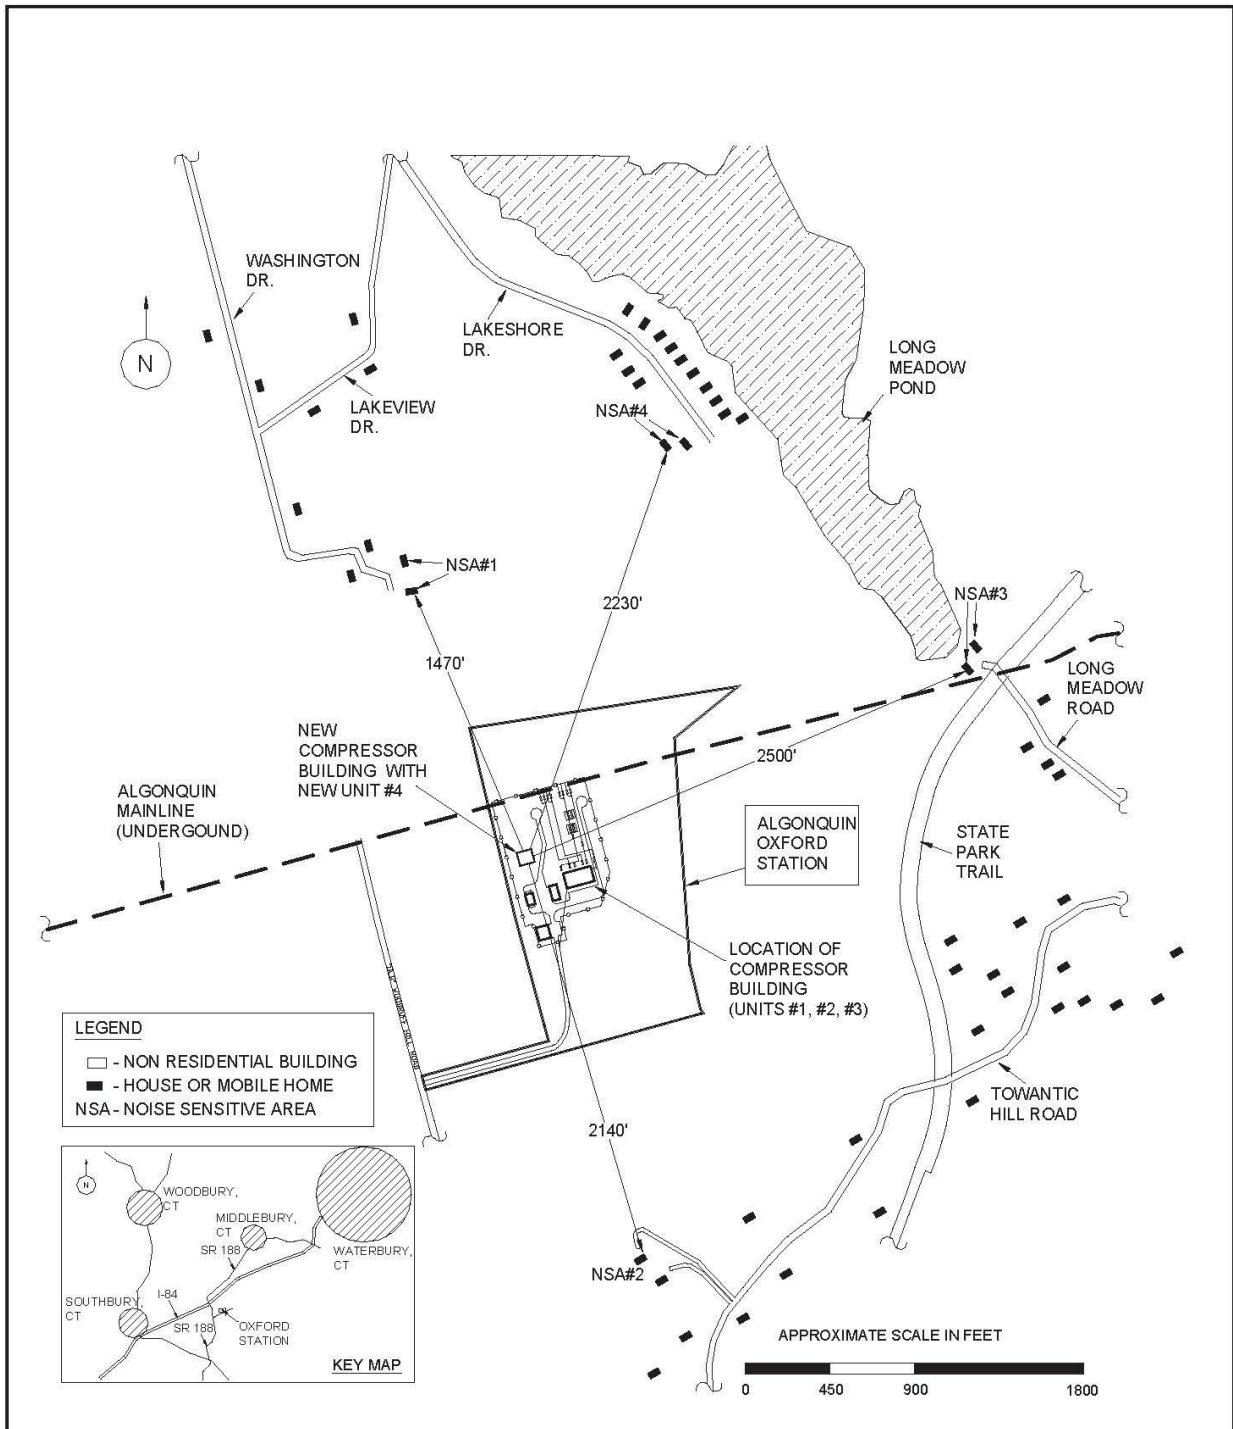 WASHINGTON
DR.
N
LAKESHORE
DR.
LONG
MEADOW
POND
LAKEVIEW
DR.
NSA#4
NSA#1
NSA#3
2230'
1470'
LONG
MEADOW
ROAD
NEW
COMPRESSOR
BUILDING WITH
NEW UNIT #4
2500'
ALGONQUIN
MAINLINE
(UNDERGOUND)
ALGONQUIN
OXFORD
STATION
STATE
PARK
TRAIL
LOCATION OF
COMPRESSOR
BUILDING
(UNITS #1, #2, #3)
LEGEND
- NON RESIDENTIAL BUILDING
- HOUSE OR MOBILE HOME
NSA - NOISE SENSITIVE AREA
TOWANTIC
HILL ROAD
2140'
NSA#2
N
WOODBURY,
CT
MIDDLEBURY,
CT
SR 188
WATERBURY,
CT
I-84
SOUTHBURY,
CT
SR 188
OXFORD
STATION
KEY MAP
APPROXIMATE SCALE IN FEET
0 450 900 1800